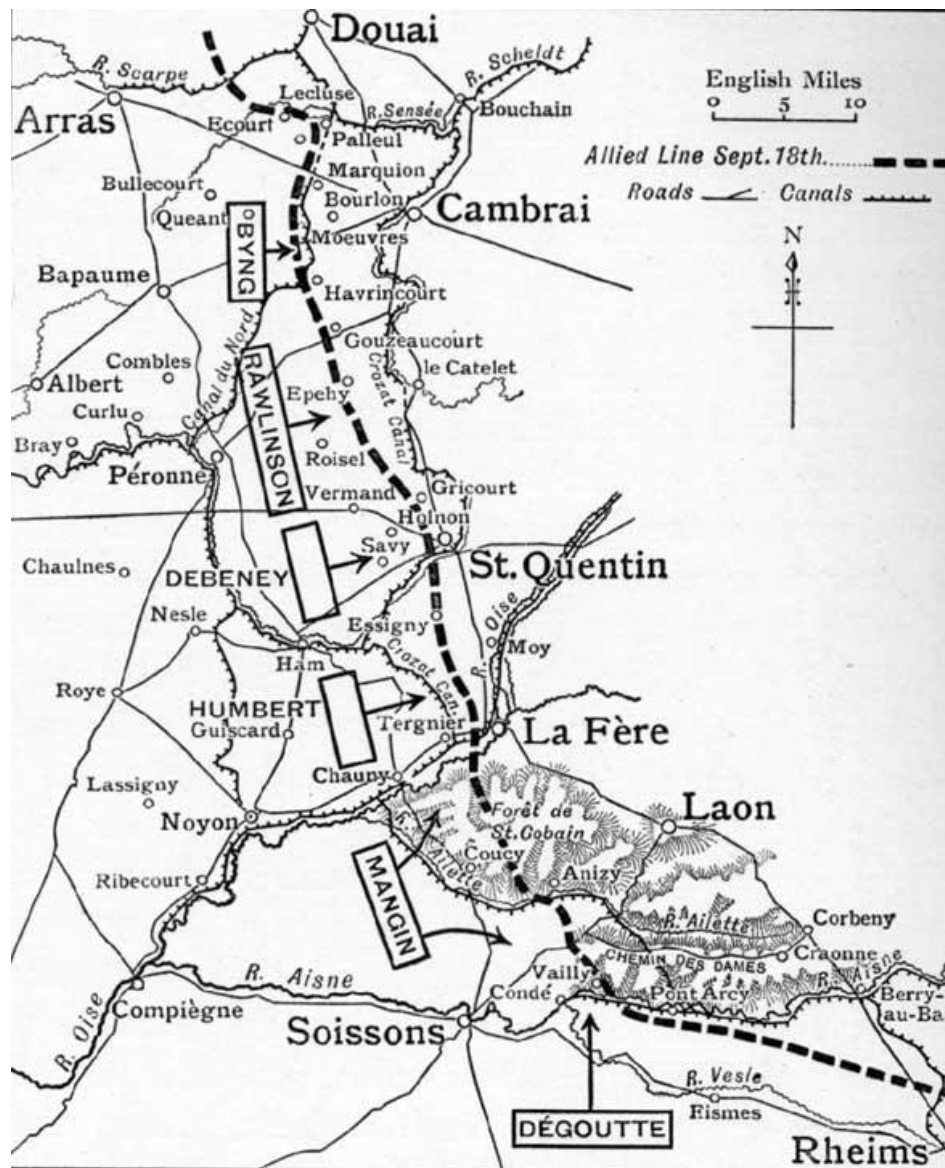 Douai
R. Scarpe
R. Scheldt
English Miles
0 5 10
Lecluse
Arras
Ecourt
R. Sensée
Bouchain
Palleul
Allied Line Sept. 18th
Marquion
Bullecourt
Bourlon
Roads
Canals
Queant
Cambrai
BYNG
Moeuvres
N
Bapaume
Havrincourt
Canal du Nord
Gouzeaucourt
Combles
RAWLINSON
Crozat Canal
le Catelet
Albert
Epehy
Curlu
Bray
Roisel
Péronne
Vermand
Gricourt
Holnon
Savy
St. Quentin
Chaulnes
DEBENEY
Nesle
Essigny
R. Oise
Moy
Ham
Crozet Can.
Roye
HUMBERT
Guiscard
Tergnier
La Fère
Chauny
Lassigny
Noyon
Forêt de
St. Gobain
Laon
R. Ailette
Coucy
Anizy
Ribecourt
MANGIN
R. Ailette
Corbeny
CHEMIN DES DAMES
Craonne
R. Aisne
Vailly
R. Aisne
Condé
Pont Arcy
Berry-
au-Ba
R. Oise
Compiègne
Soissons
R. Vesle
Fismes
DÉGOUTTE
Rheims